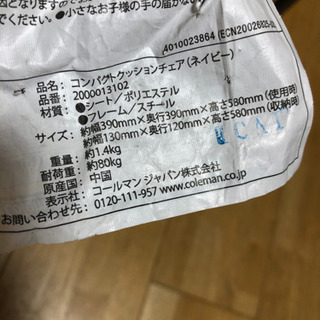 でください。●小さなお子様の手の届かない
4010023864 (ECN20026825-00)
品名：コンパクトクッションチェア（ネイビー）
品番：2000013102
材質：●シート／ポリエステル
●フレーム／スチール
サイズ：約幅390mm×奥行390mm×高さ580mm（使用時）
約幅130mm×奥行120mm×高さ580mm（収納時）
重量：約1.4kg
耐荷重：約80kg
原産国：中国
表示社：コールマン ジャパン株式会社
お問い合わせ先：0120-111-957 www.coleman.co.jp